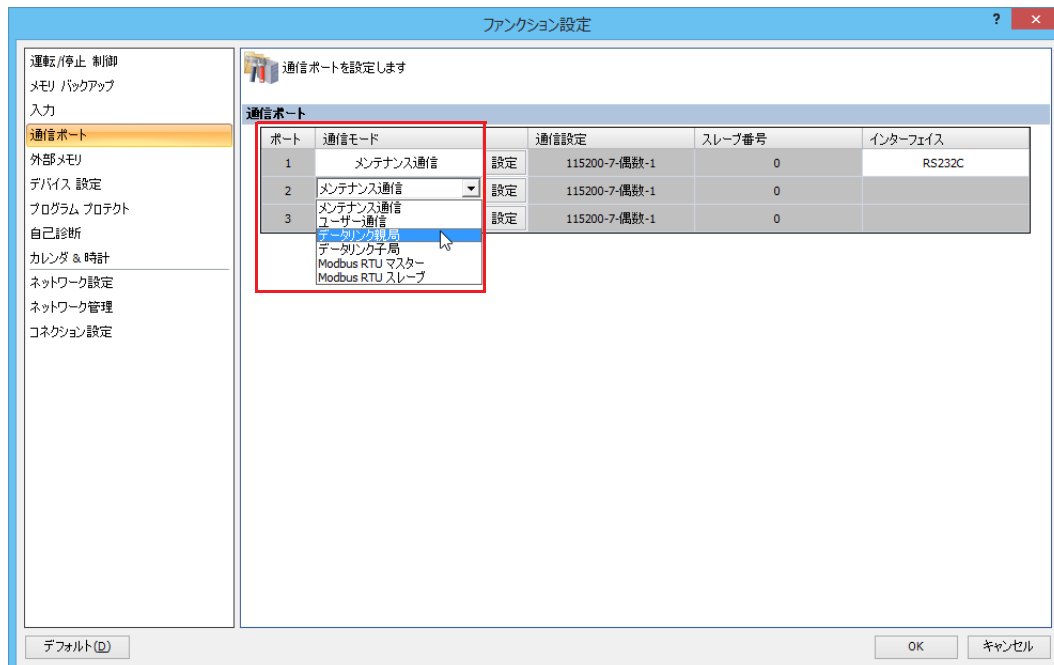 ファンクション設定
? ×
運転/停止 制御
メモリ バックアップ
入力
通信ポート
外部メモリ
デバイス 設定
プログラム プロテクト
自己診断
カレンダ & 時計
ネットワーク設定
ネットワーク管理
コネクション設定
通信ポートを設定します
通信ポート
ポート 通信モード 通信設定 スレーブ番号 インターフェイス
1 メンテナンス通信 設定 115200-7-偶数-1 0 RS232C
2 メンテナンス通信 設定 115200-7-偶数-1 0
3 設定 115200-7-偶数-1 0
メンテナンス通信
ユーザー通信
データリンク親局
データリンク子局
Modbus RTU マスター
Modbus RTU スレーブ
デフォルト(D)
OK
キャンセル